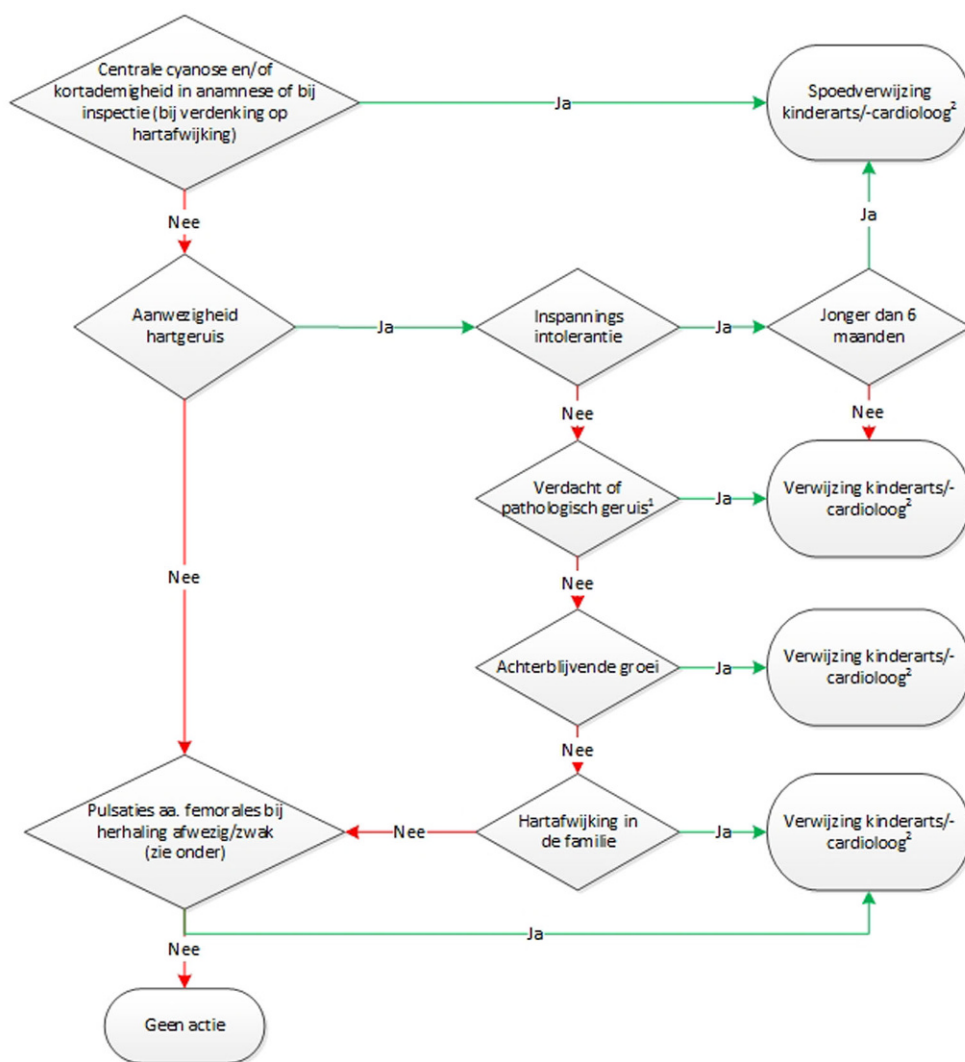 Centrale cyanose en/of
kortademigheid in anamnese of bij
inspectie (bij verdenking op
hartafwijking)
Ja
Spoedverwijzing
kinderarts/-cardioloog²
Nee
Ja
Aanwezigheid
hartgeruis
Ja
Inspannings
intolerantie
Ja
Jonger dan 6
maanden
Nee
Nee
Verdacht of
pathologisch geruis¹
Ja
Verwijzing kinderarts/-
cardioloog²
Nee
Nee
Achterblijvende groei
Ja
Verwijzing kinderarts/-
cardioloog²
Nee
Pulsaties aa. femorales bij
herhaling afwezig/zwak
(zie onder)
Nee
Hartafwijking in
de familie
Ja
Verwijzing kinderarts/-
cardioloog²
Ja
Nee
Geen actie